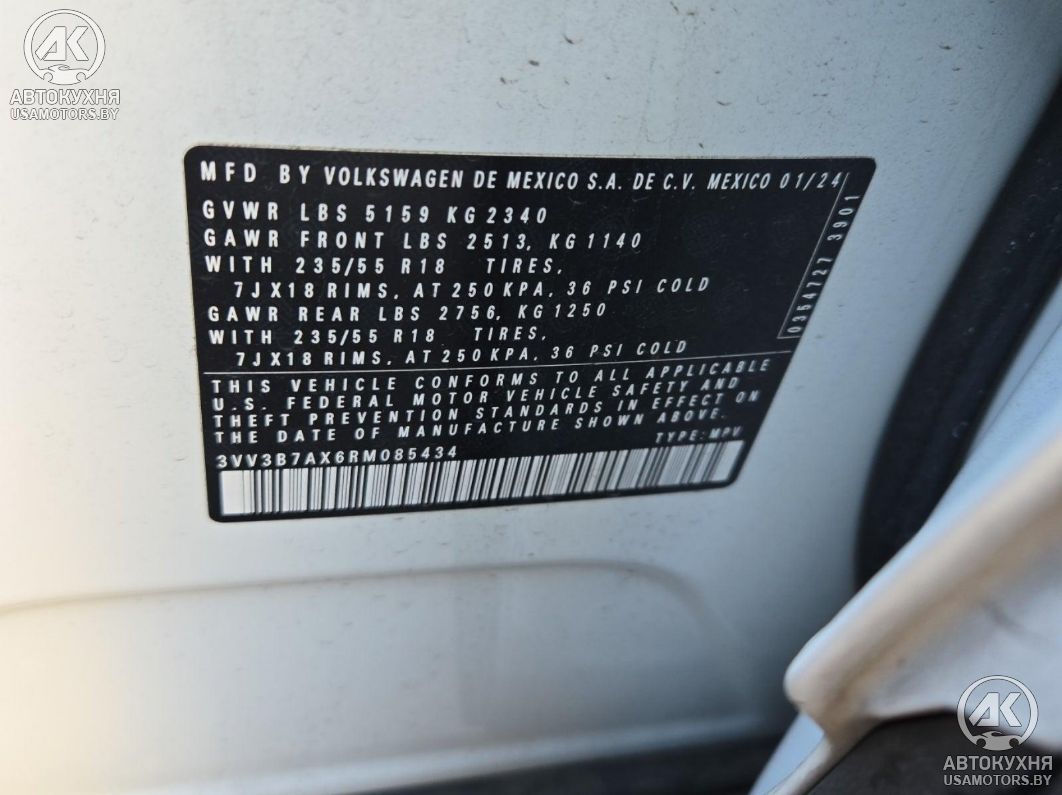 AK
АВТОКУХНЯ
USAMOTORS.BY
MFD BY VOLKSWAGEN DE MEXICO S.A. DE C.V. MEXICO 01/24
GVWR LBS 5159 KG 2340
GAWR FRONT LBS 2513, KG 1140
WITH 235/55 R18 TIRES,
7JX18 RIMS, AT 250 KPA, 36 PSI COLD
GAWR REAR LBS 2756, KG 1250
WITH 235/55 R18 TIRES,
7JX18 RIMS, AT 250 KPA, 36 PSI COLD
0354727 3901
THIS VEHICLE CONFORMS TO ALL APPLICABLE
U.S. FEDERAL MOTOR VEHICLE SAFETY AND
THEFT PREVENTION STANDARDS IN EFFECT ON
THE DATE OF MANUFACTURE SHOWN ABOVE.
3VV3B7AX6RM085434 TYPE: MPV
AK
АВТОКУХНЯ
USAMOTORS.BY